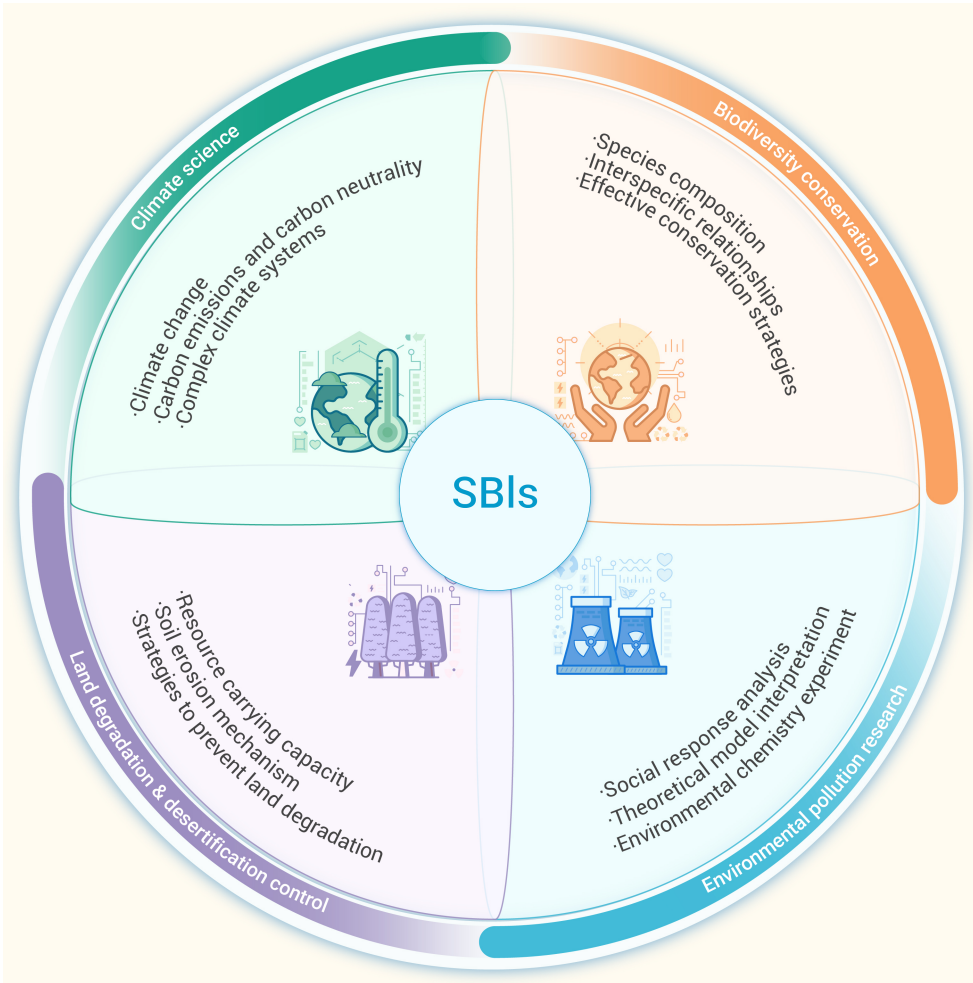 Climate science
·Climate change
·Carbon emissions and carbon neutrality
·Complex climate systems
Biodiversity conservation
·Species composition
·Interspecific relationships
·Effective conservation strategies
SBls
Land degradation & desertification control
·Resource carrying capacity
·Soil erosion mechanism
·Strategies to prevent land degradation
Environmental pollution research
·Social response analysis
·Theoretical model interpretation
·Environmental chemistry experiment